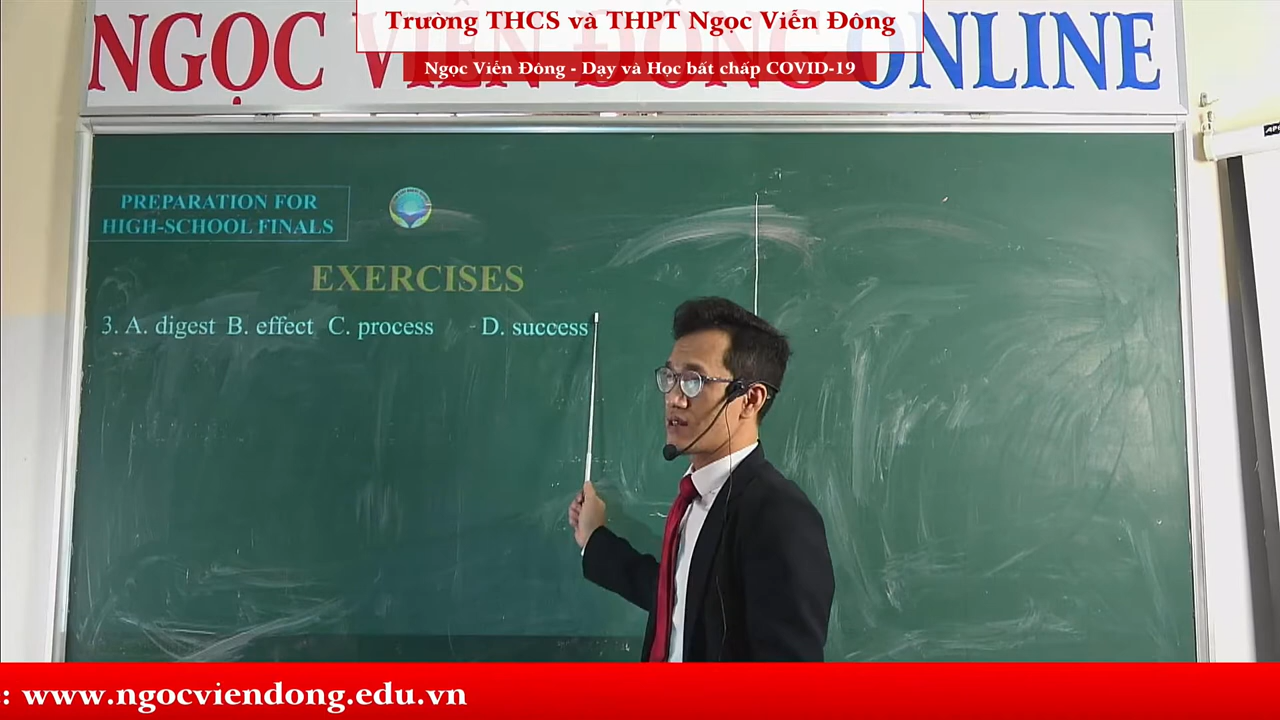 Trường THCS và THPT Ngọc Viễn Đông
NGỌC VIỄN ĐÔNG ONLINE
Ngọc Viễn Đông - Dạy và Học bất chấp COVID-19
PREPARATION FOR
HIGH-SCHOOL FINALS
EXERCISES
3. A. digest B. effect C. process D. success
: www.ngocviendong.edu.vn